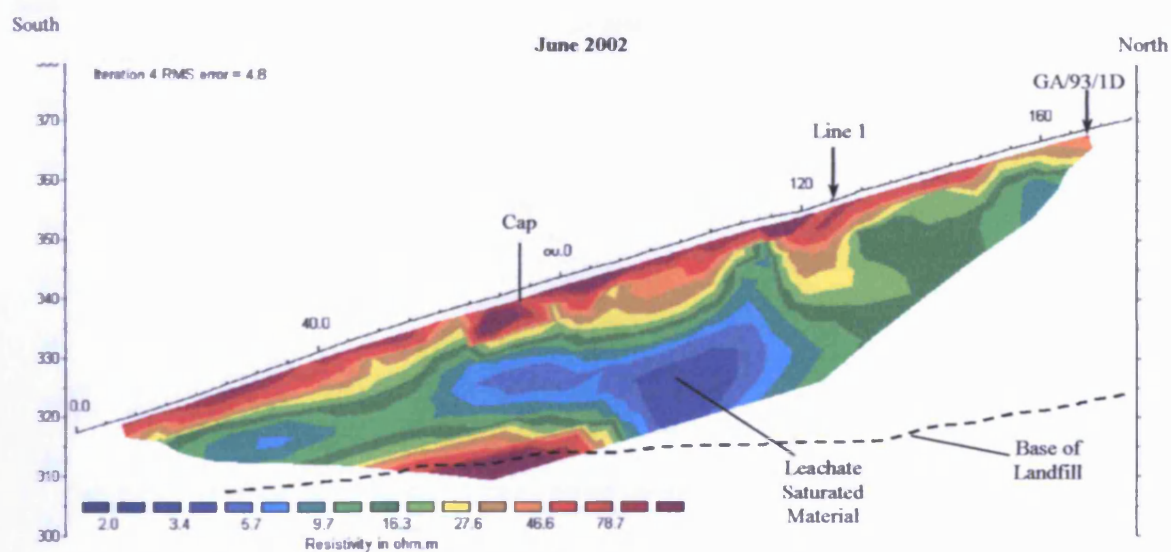 South
June 2002
North
Iteration 4 RMS error = 4.8
GA/93/1D
370
160
Line 1
360
120
Cap
350
340
40.0
330
0.0
320
310
Base of
Landfill
Leachate
Saturated
Material
300
2.0 3.4 5.7 9.7 16.3 27.6 46.6 78.7
Resistivity in ohm.m